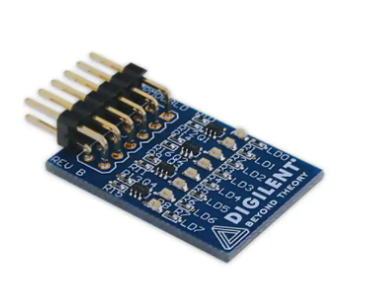 REV B
LD0
LD1
LD2
LD3
LD4
LD5
LD6
LD7
DIGILENT
BEYOND THEORY